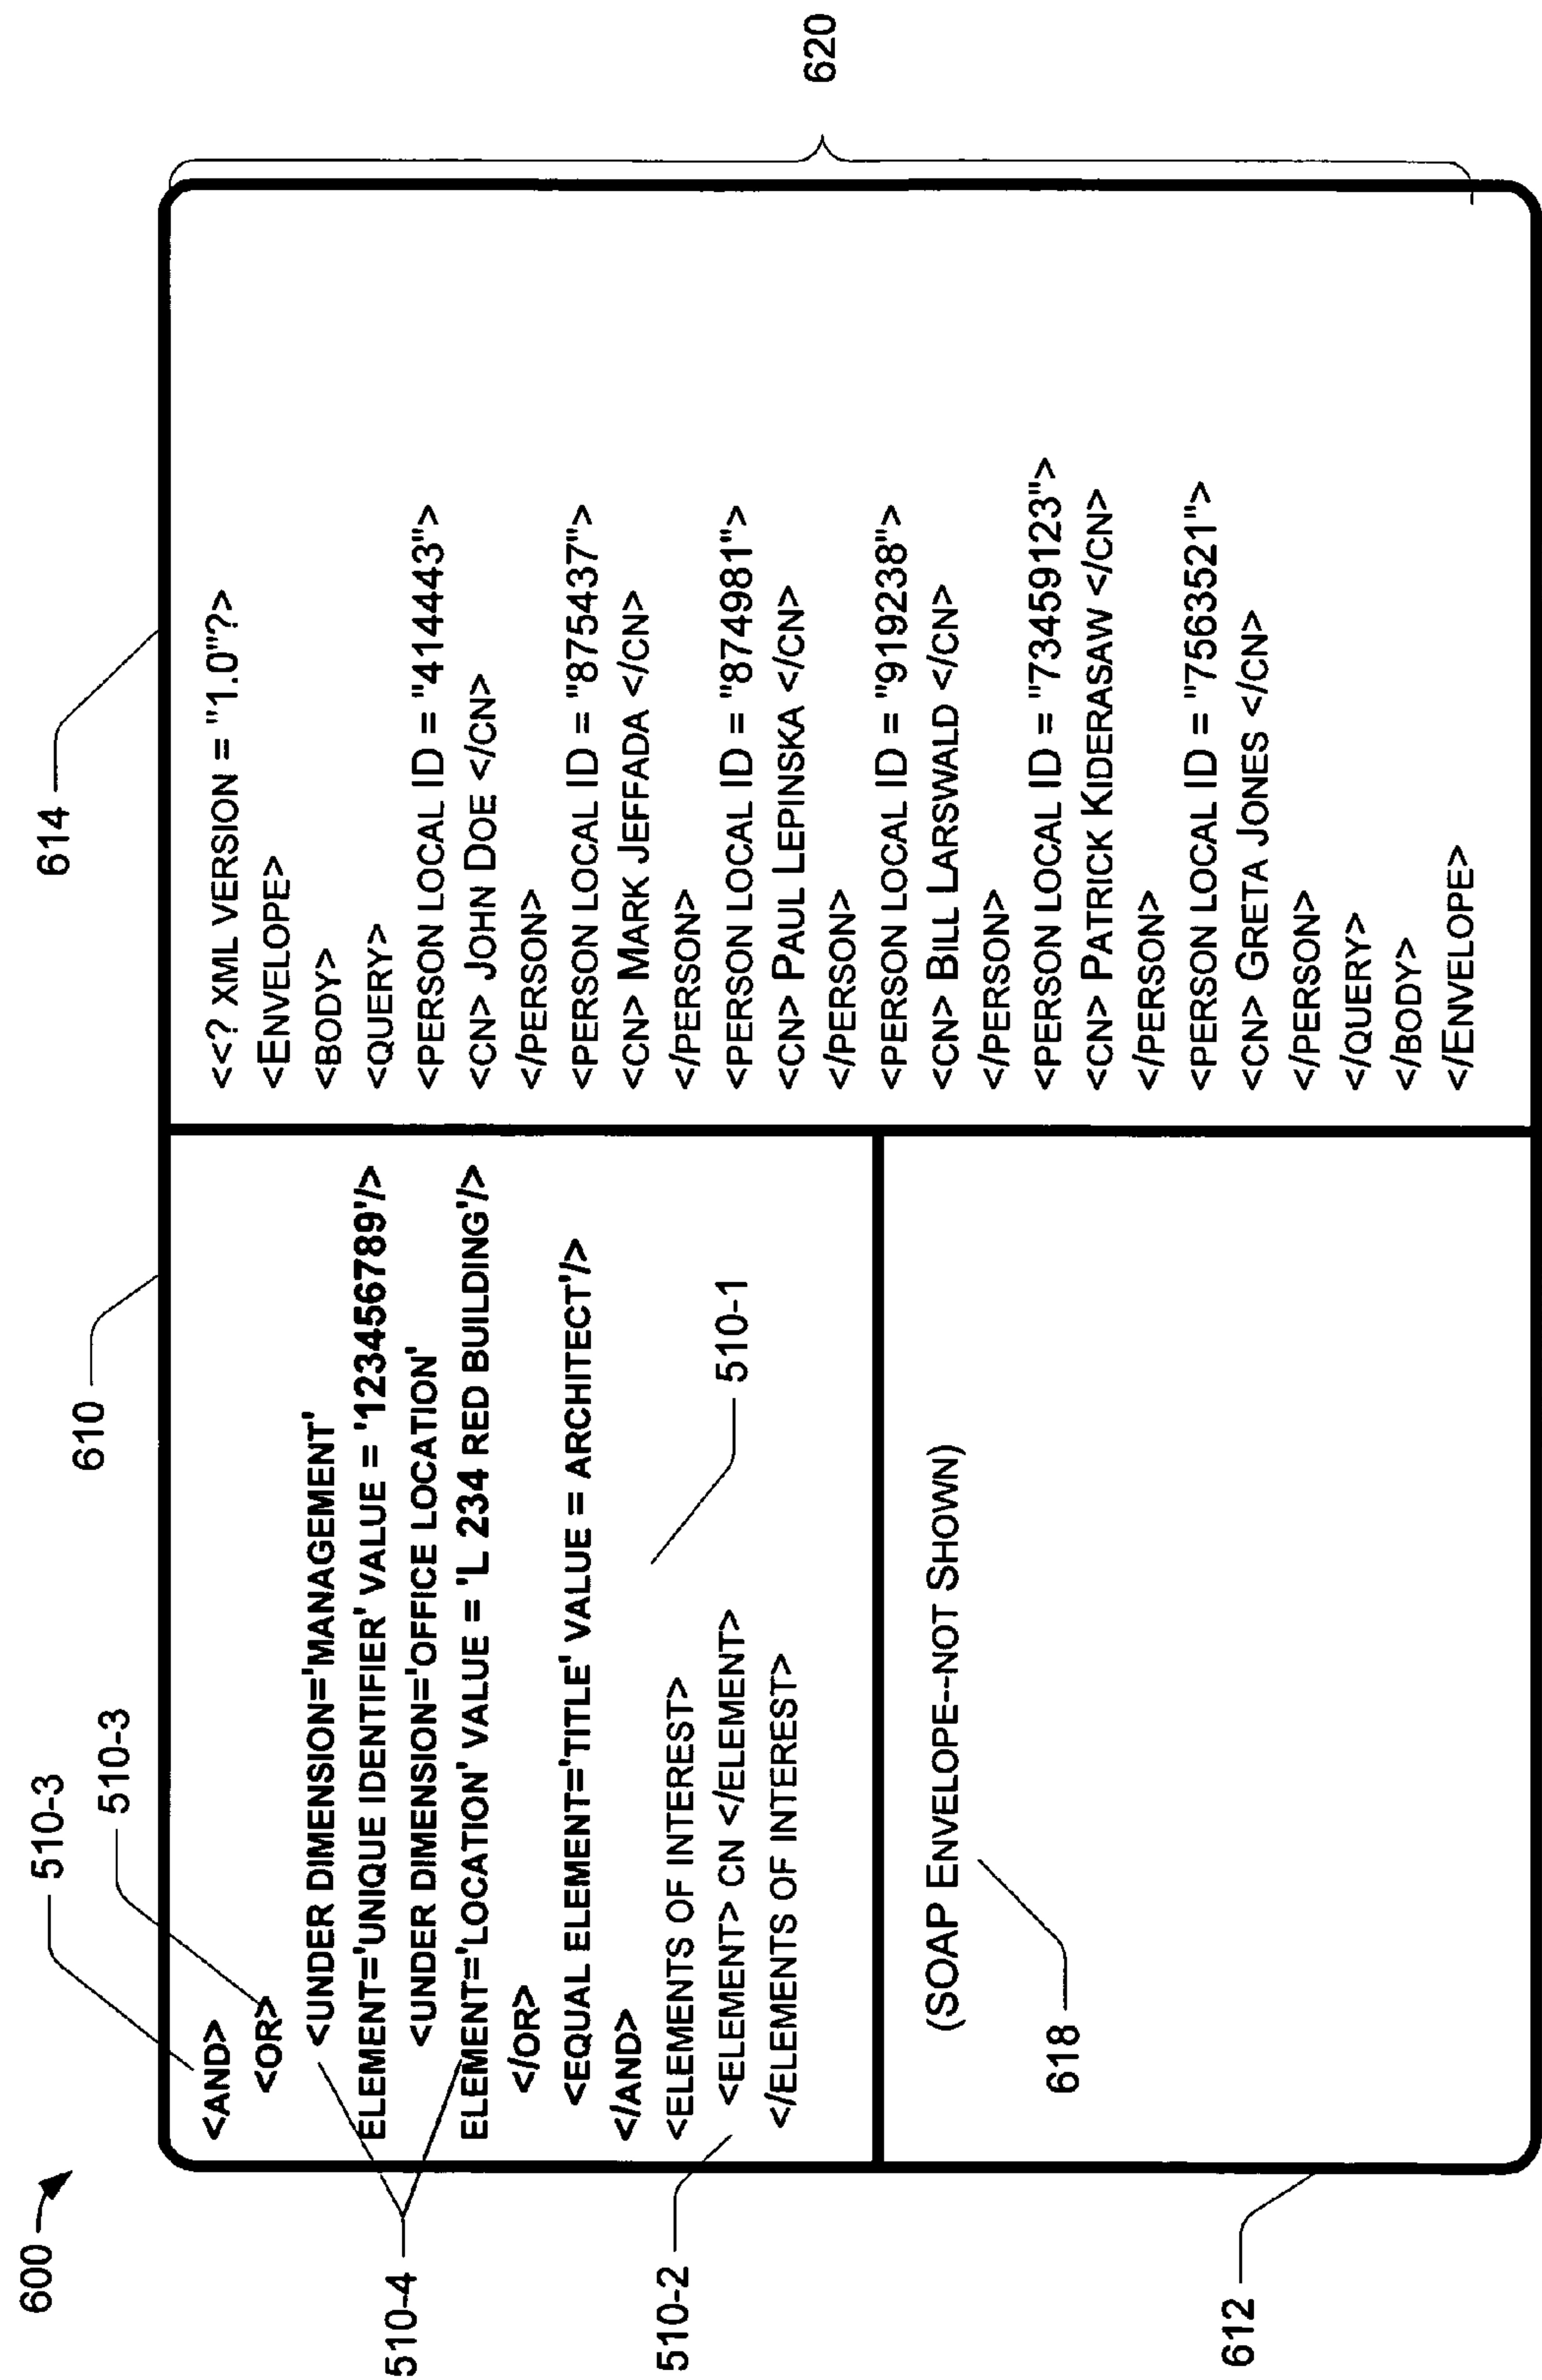 600
510-3
510-3
610
614
<AND>
<OR>
<UNDER DIMENSION='MANAGEMENT'
ELEMENT='UNIQUE IDENTIFIER' VALUE = '123456789'/>
<UNDER DIMENSION='OFFICE LOCATION'
ELEMENT='LOCATION' VALUE = 'L 234 RED BUILDING'/>
</OR>
<EQUAL ELEMENT='TITLE' VALUE = ARCHITECT'/>
</AND>
<ELEMENTS OF INTEREST>
<ELEMENT> CN </ELEMENT>
</ELEMENTS OF INTEREST>
510-4
510-2
510-1
(SOAP ENVELOPE--NOT SHOWN)
618
612
<<? XML VERSION = "1.0"?>
<ENVELOPE>
<BODY>
<QUERY>
<PERSON LOCAL ID = "414443">
<CN> JOHN DOE </CN>
</PERSON>
<PERSON LOCAL ID = "875437">
<CN> MARK JEFFADA </CN>
</PERSON>
<PERSON LOCAL ID = "874981">
<CN> PAUL LEPINSKA </CN>
</PERSON>
<PERSON LOCAL ID = "919238">
<CN> BILL LARSWALD </CN>
</PERSON>
<PERSON LOCAL ID = "73459123">
<CN> PATRICK KIDERASAW </CN>
</PERSON>
<PERSON LOCAL ID = "7563521">
<CN> GRETA JONES </CN>
</PERSON>
</QUERY>
</BODY>
</ENVELOPE>
620